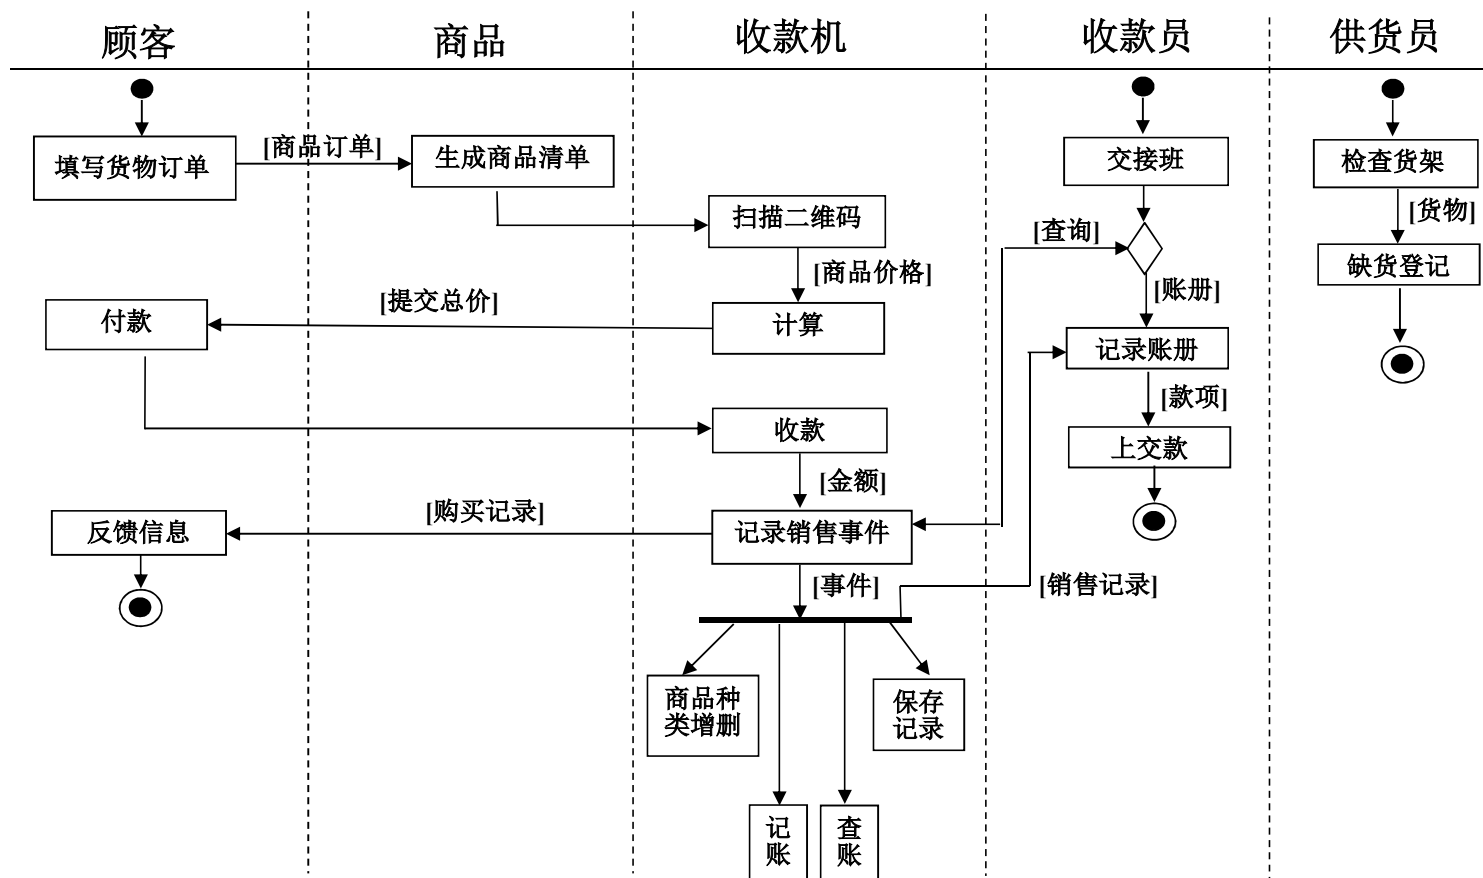 顾客
商品
收款机
收款员
供货员
填写货物订单
[商品订单]
生成商品清单
交接班
检查货架
[货物]
扫描二维码
[查询]
[商品价格]
缺货登记
[账册]
[提交总价]
付款
计算
记录账册
[款项]
收款
上交款
[金额]
[购买记录]
反馈信息
记录销售事件
[事件]
[销售记录]
商品种
类增删
保存
记录
记
账
查
账